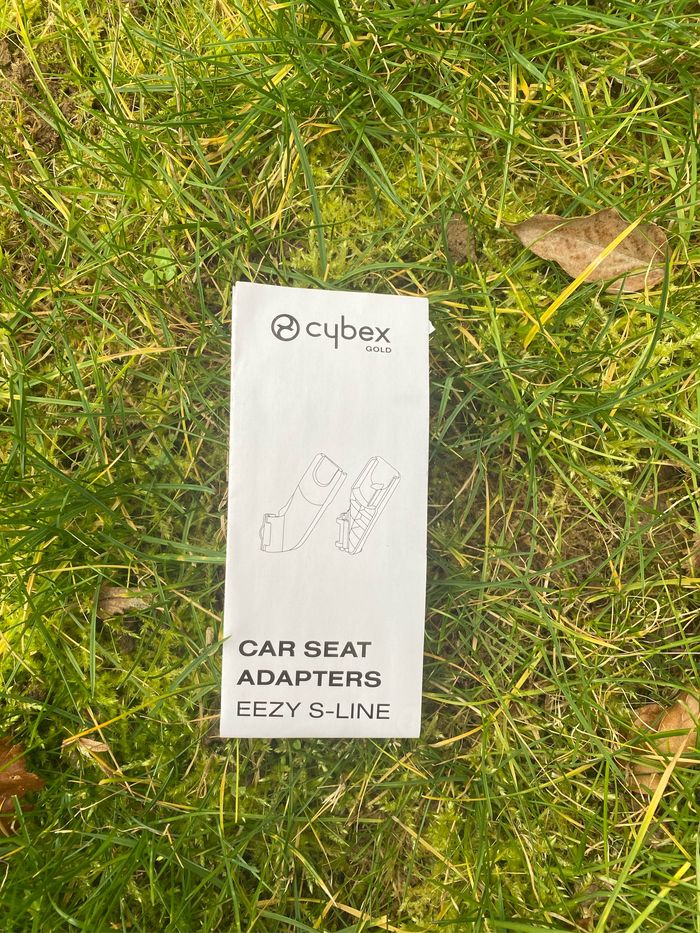 cybex
GOLD
CAR SEAT
ADAPTERS
EEZY S-LINE